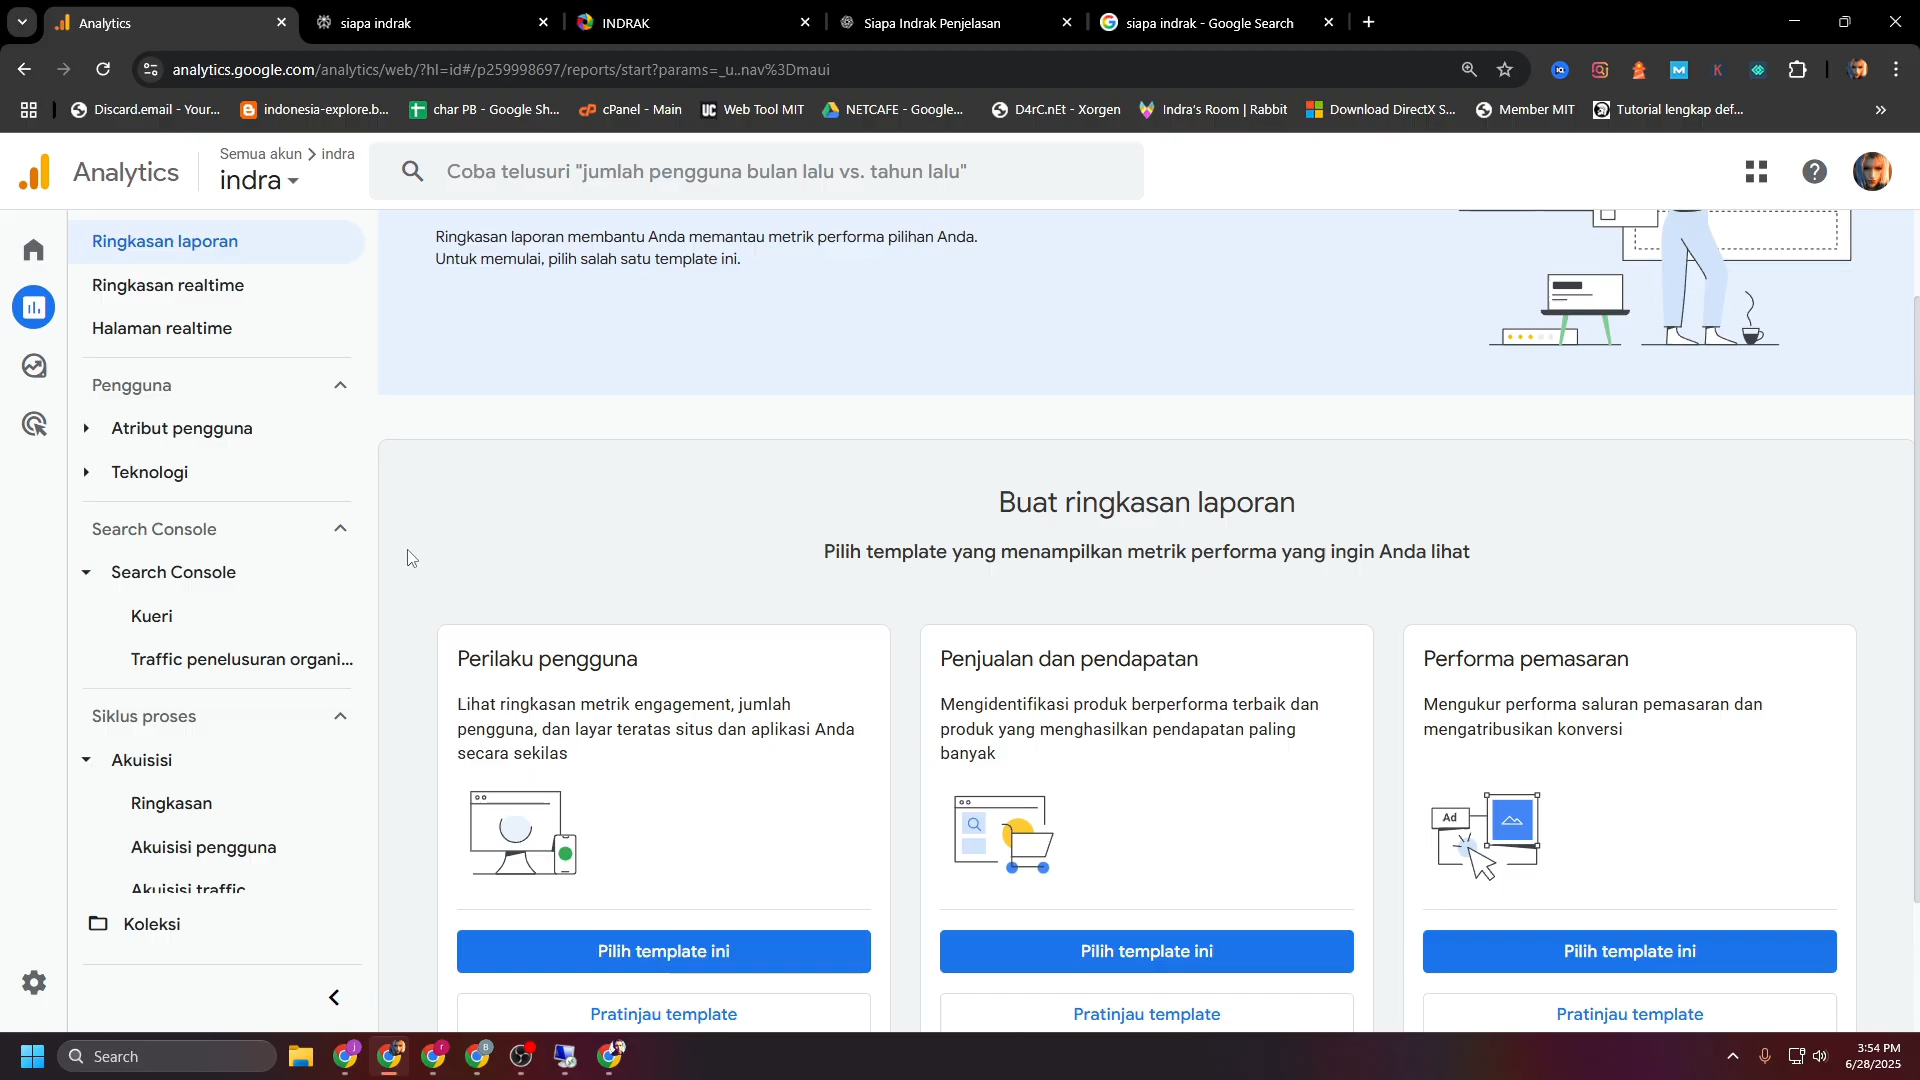 Analytics
siapa indrak
INDRAK
Siapa Indrak Penjelasan
siapa indrak - Google Search
analytics.google.com/analytics/web/?hl=id#/p259998697/reports/start?params=_u..nav%3Dmaui
Discard.email - Your...
indonesia-explore.b...
char PB - Google Sh...
cPanel - Main
Web Tool MIT
NETCAFE - Google...
D4rC.nEt - Xorgen
Indra's Room | Rabbit
Download DirectX S...
Member MIT
Tutorial lengkap def...
Analytics
Semua akun > indra
indra
Coba telusuri "jumlah pengguna bulan lalu vs. tahun lalu"
Ringkasan laporan
Ringkasan realtime
Halaman realtime
Pengguna
Atribut pengguna
Teknologi
Search Console
Search Console
Kueri
Traffic penelusuran organi...
Siklus proses
Akuisisi
Ringkasan
Akuisisi pengguna
Akuisisi traffic
Koleksi
Ringkasan laporan membantu Anda memantau metrik performa pilihan Anda.
Untuk memulai, pilih salah satu template ini.
Buat ringkasan laporan
Pilih template yang menampilkan metrik performa yang ingin Anda lihat
Perilaku pengguna
Lihat ringkasan metrik engagement, jumlah
pengguna, dan layar teratas situs dan aplikasi Anda
secara sekilas
Pilih template ini
Pratinjau template
Penjualan dan pendapatan
Mengidentifikasi produk berperforma terbaik dan
produk yang menghasilkan pendapatan paling
banyak
Pilih template ini
Pratinjau template
Performa pemasaran
Mengukur performa saluran pemasaran dan
mengatribusikan konversi
Ad
Pilih template ini
Pratinjau template
Search
3:54 PM
6/28/2025